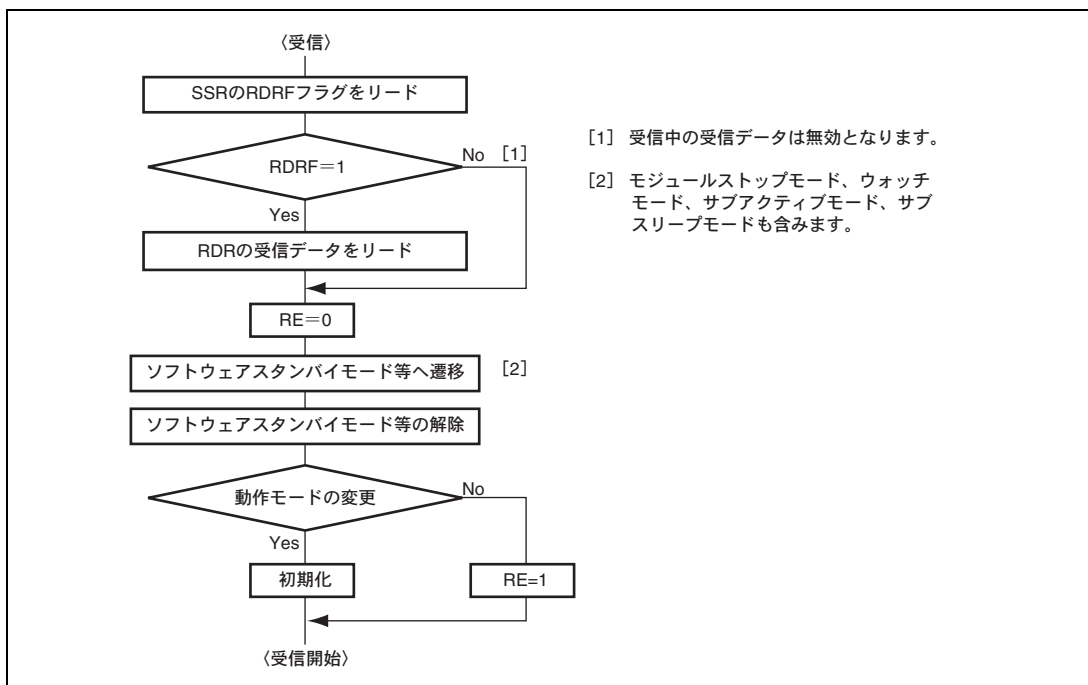 〈受信〉
SSRのRDRFフラグをリード
RDRF＝1
No [1]
Yes
RDRの受信データをリード
RE＝0
ソフトウェアスタンバイモード等へ遷移 [2]
ソフトウェアスタンバイモード等の解除
動作モードの変更
No
Yes
初期化
RE=1
〈受信開始〉
[1] 受信中の受信データは無効となります。
[2] モジュールストップモード、ウォッチ
モード、サブアクティブモード、サブ
スリープモードも含みます。